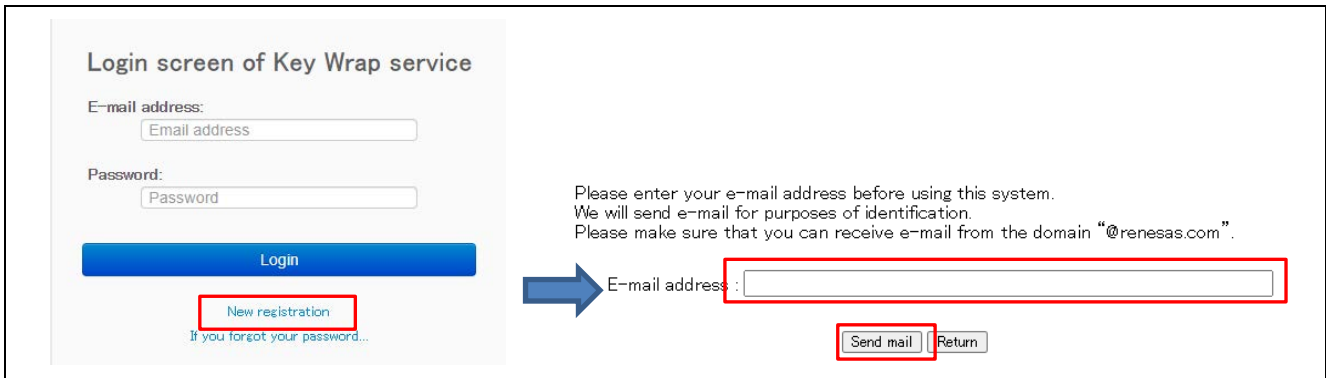 Login screen of Key Wrap service
E-mail address:
Email address
Password:
Password
Login
New registration
If you forgot your password...
Please enter your e-mail address before using this system.
We will send e-mail for purposes of identification.
Please make sure that you can receive e-mail from the domain “@renesas.com”.
E-mail address :
Send mail Return